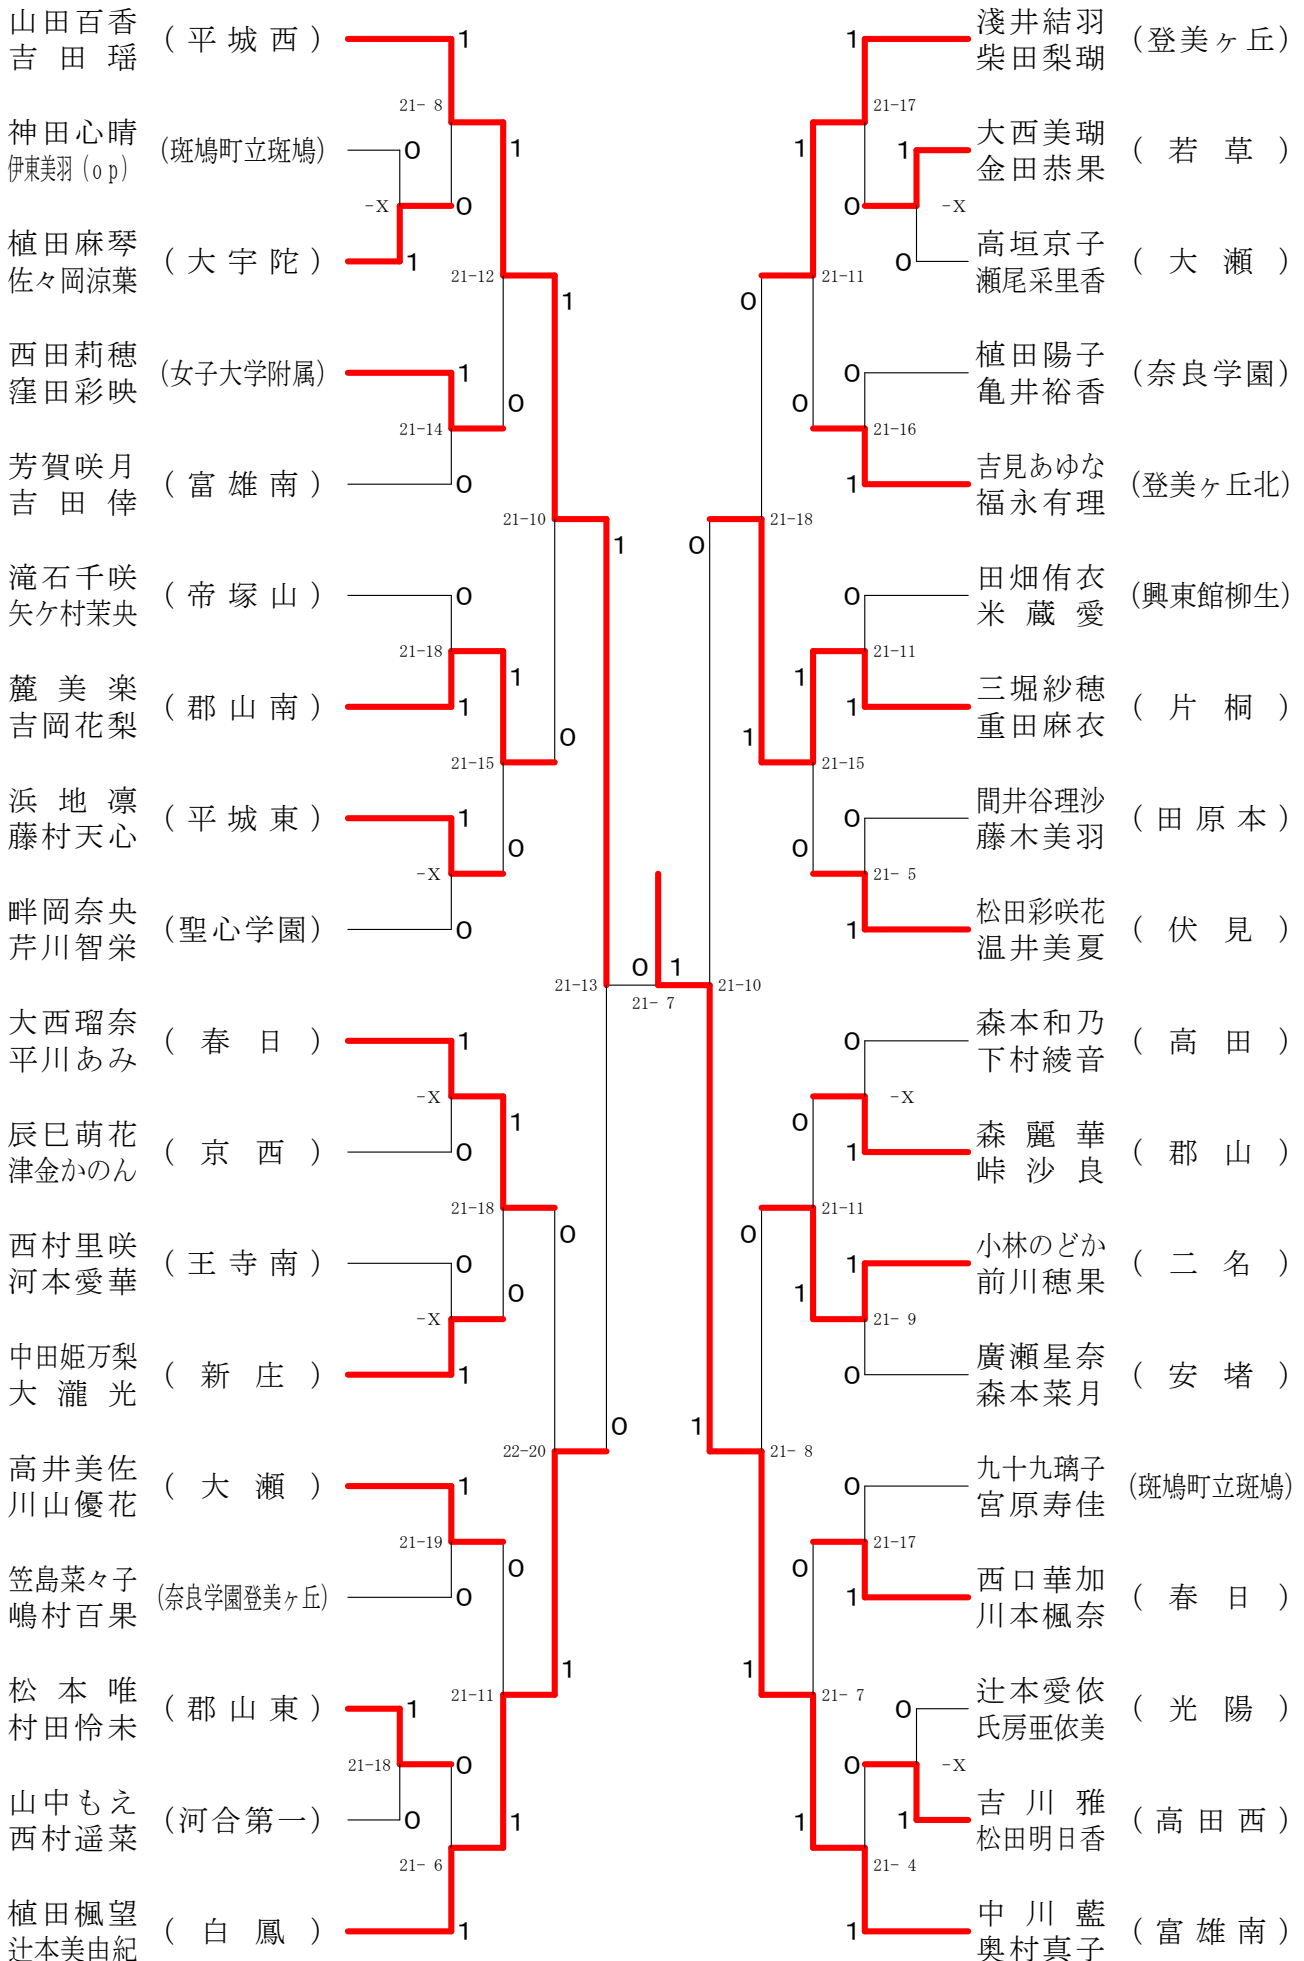 山田百香
吉田瑶
(平城西)
1
21- 8
神田心晴
伊東美羽(op)
(斑鳩町立斑鳩)
0
1
-X
0
植田麻琴
佐々岡涼葉
(大宇陀)
1
21-12
1
西田莉穂
窪田彩映
(女子大学附属)
1
0
21-14
芳賀咲月
吉田倖
(富雄南)
0
21-10
1
滝石千咲
矢ケ村茉央
(帝塚山)
0
21-18
1
麓美楽
吉岡花梨
(郡山南)
1
0
21-15
浜地凛
藤村天心
(平城東)
1
0
-X
畔岡奈央
芹川智栄
(聖心学園)
0
21-13
0
1
21- 7
大西瑠奈
平川あみ
(春日)
1
-X
1
辰巳萌花
津金かのん
(京西)
0
21-18
0
西村里咲
河本愛華
(王寺南)
0
0
-X
中田姫万梨
大瀧光
(新庄)
1
0
22-20
高井美佐
川山優花
(大瀬)
1
21-19
0
笠島菜々子
嶋村百果
(奈良学園登美ヶ丘)
0
1
21-11
松本唯
村田怜未
(郡山東)
1
21-18
0
山中もえ
西村遥菜
(河合第一)
0
1
21- 6
植田楓望
辻本美由紀
(白鳳)
1
1
淺井結羽
柴田梨瑚
(登美ヶ丘)
21-17
1
1
大西美瑚
金田恭果
(若草)
0
-X
0
高垣京子
瀬尾采里香
(大瀬)
21-11
0
0
植田陽子
亀井裕香
(奈良学園)
0
21-16
1
吉見あゆな
福永有理
(登美ヶ丘北)
21-18
0
0
田畑侑衣
米蔵愛
(興東館柳生)
21-11
1
1
三堀紗穂
重田麻衣
(片桐)
1
21-15
0
間井谷理沙
藤木美羽
(田原本)
0
21- 5
1
松田彩咲花
温井美夏
(伏見)
21-10
0
森本和乃
下村綾音
(高田)
-X
0
1
森麗華
峠沙良
(郡山)
21-11
0
1
小林のどか
前川穂果
(二名)
1
21- 9
0
廣瀬星奈
森本菜月
(安堵)
1
21- 8
0
九十九璃子
宮原寿佳
(斑鳩町立斑鳩)
21-17
0
1
西口華加
川本楓奈
(春日)
1
21- 7
0
辻本愛依
氏房亜依美
(光陽)
0
-X
1
1
吉川雅
松田明日香
(高田西)
21- 4
1
中川藍
奥村真子
(富雄南)